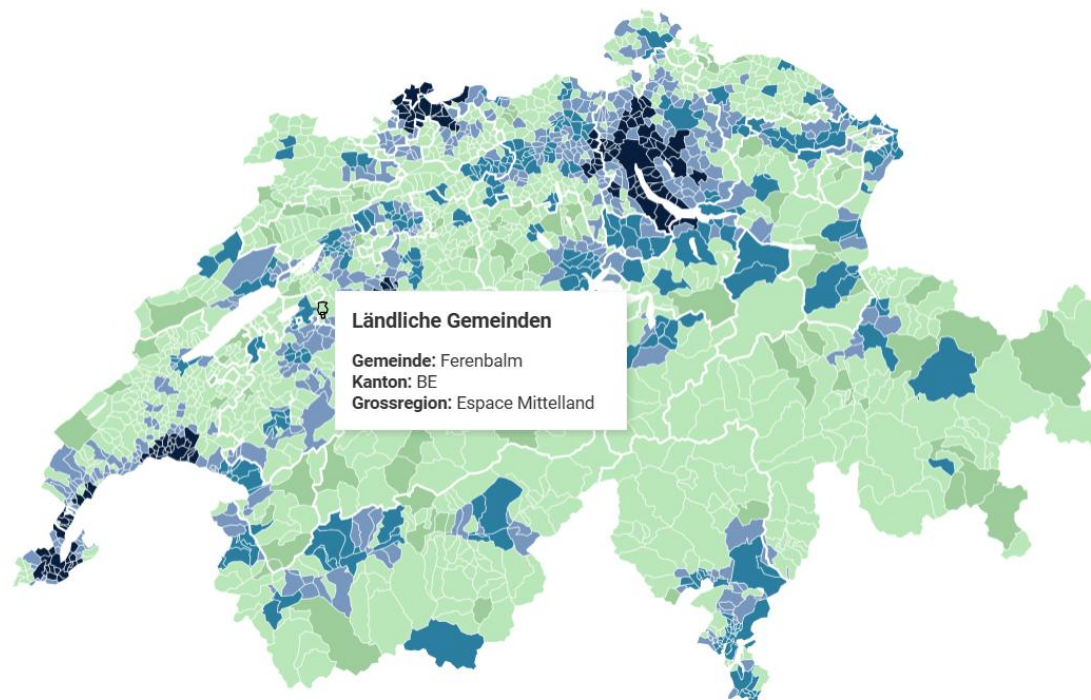 Ländliche Gemeinden
Gemeinde: Ferenbalm
Kanton: BE
Grossregion: Espace Mittelland